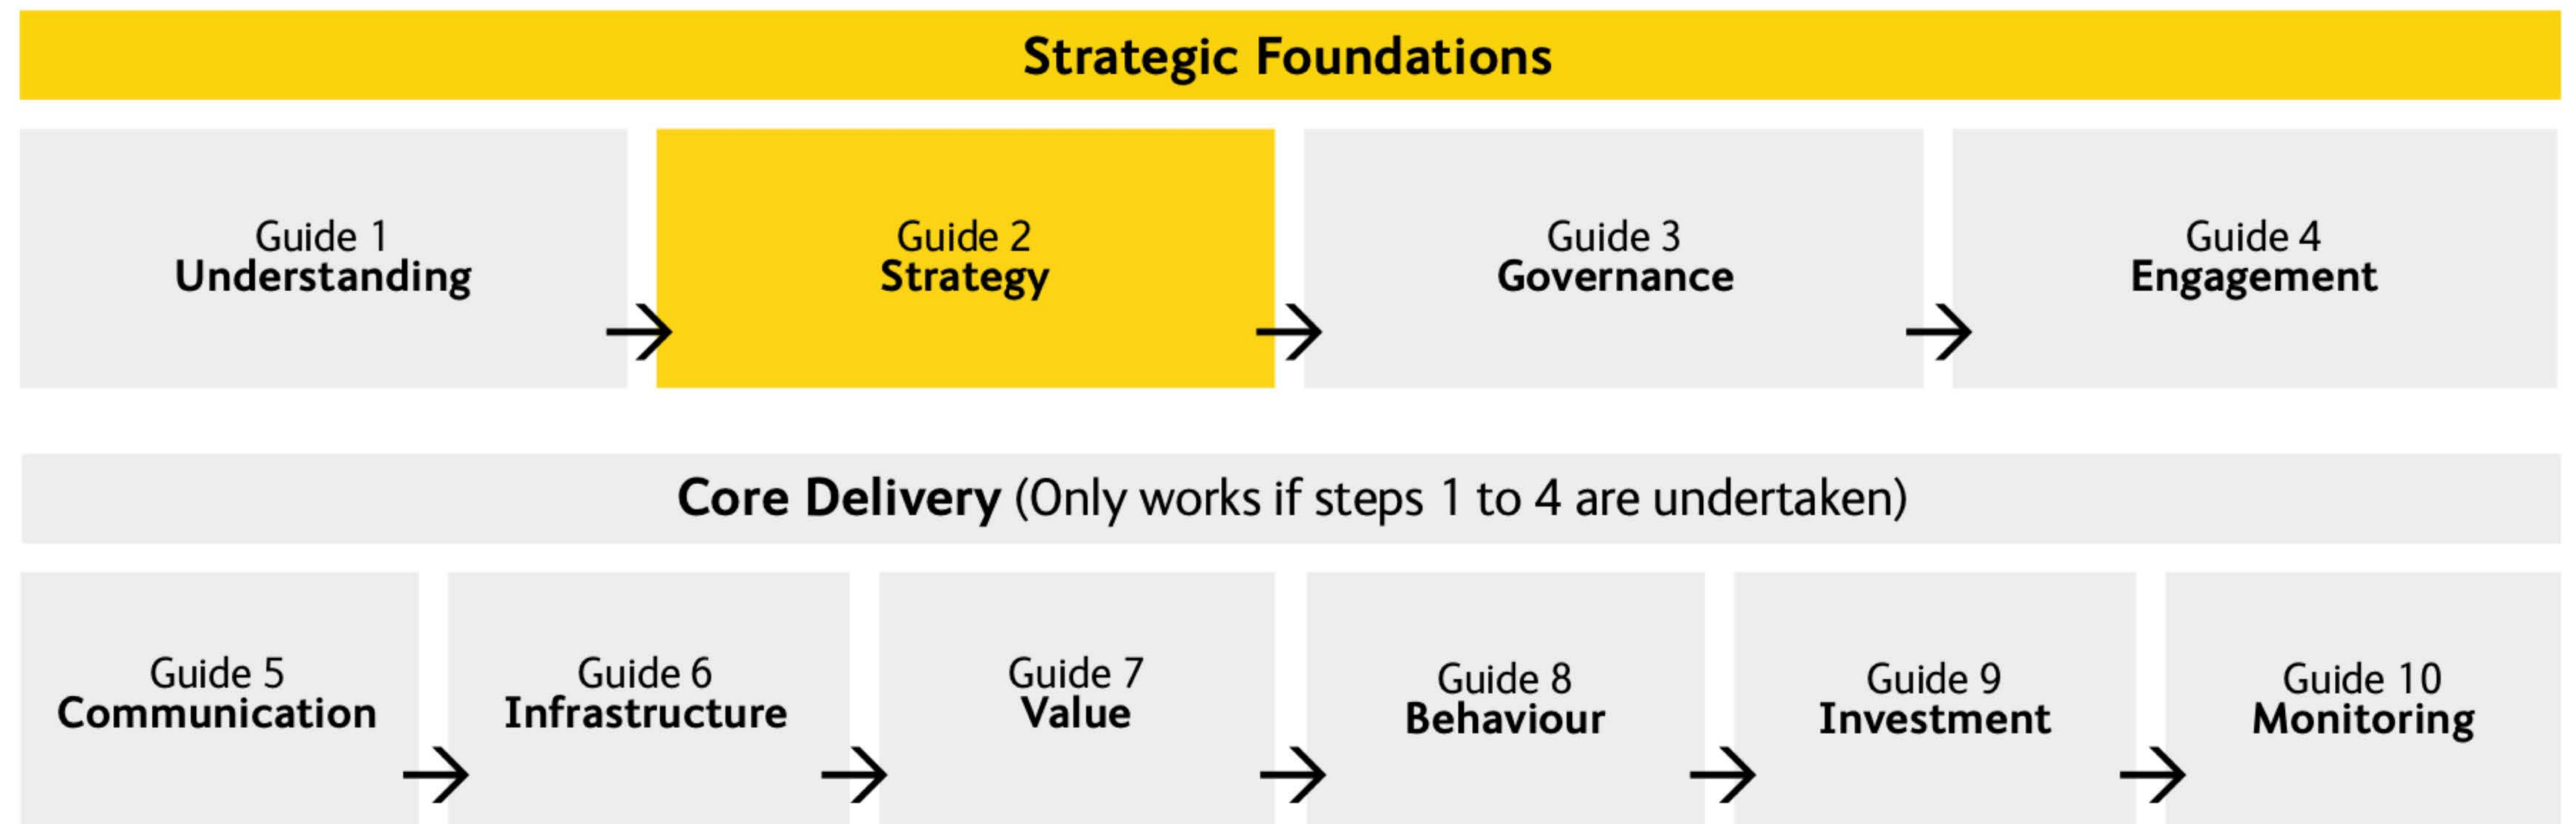 Strategic Foundations
Guide 1
Understanding
Guide 2
Strategy
Guide 3
Governance
Guide 4
Engagement
Core Delivery (Only works if steps 1 to 4 are undertaken)
Guide 5
Communication
Guide 6
Infrastructure
Guide 7
Value
Guide 8
Behaviour
Guide 9
Investment
Guide 10
Monitoring